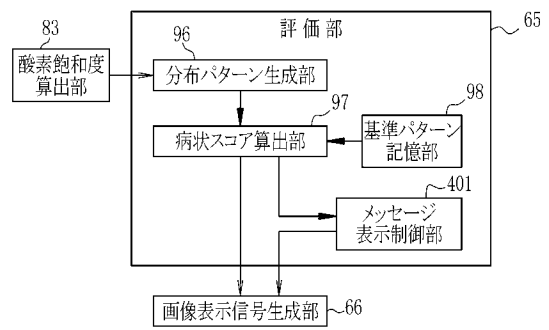 65
評価部
83
酸素飽和度
算出部
96
分布パターン生成部
97
病状スコア算出部
98
基準パターン
記憶部
401
メッセージ
表示制御部
画像表示信号生成部
66